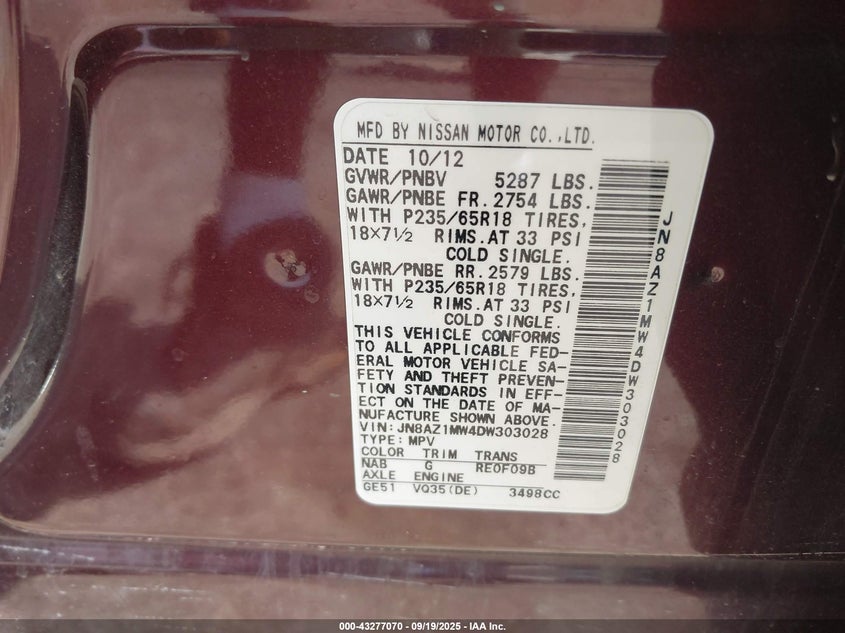 MFD BY NISSAN MOTOR CO.,LTD.
DATE 10/12
GVWR/PNBV 5287 LBS.
GAWR/PNBE FR. 2754 LBS.
WITH P235/65R18 TIRES,
18×7½ RIMS. AT 33 PSI
COLD SINGLE.
GAWR/PNBE RR. 2579 LBS.
WITH P235/65R18 TIRES,
18×7½ RIMS. AT 33 PSI
COLD SINGLE.
THIS VEHICLE CONFORMS
TO ALL APPLICABLE FED-
ERAL MOTOR VEHICLE SA-
FETY AND THEFT PREVEN-
TION STANDARDS IN EFF-
ECT ON THE DATE OF MA-
NUFACTURE SHOWN ABOVE.
VIN: JN8AZ1MW4DW303028
TYPE: MPV
COLOR TRIM TRANS
NAB G RE0F09B
AXLE ENGINE
GE51 VQ35(DE) 3498CC
JN8AZ1MW4DW303028
000-43277070 - 09/19/2025 - IAA Inc.